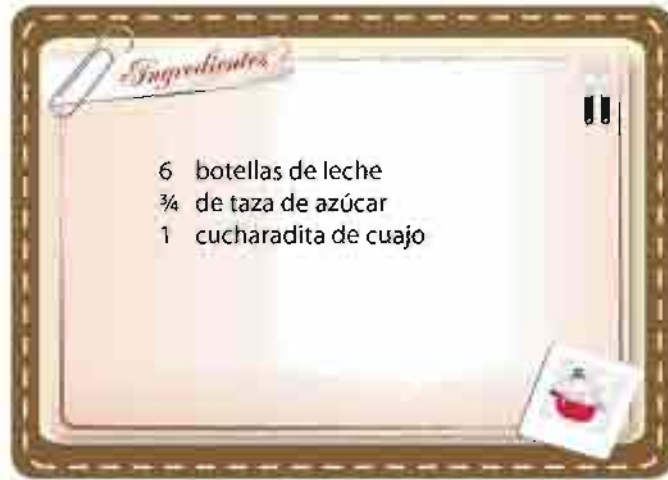 Ingredientes
6 botellas de leche
¾ de taza de azúcar
1 cucharadita de cuajo